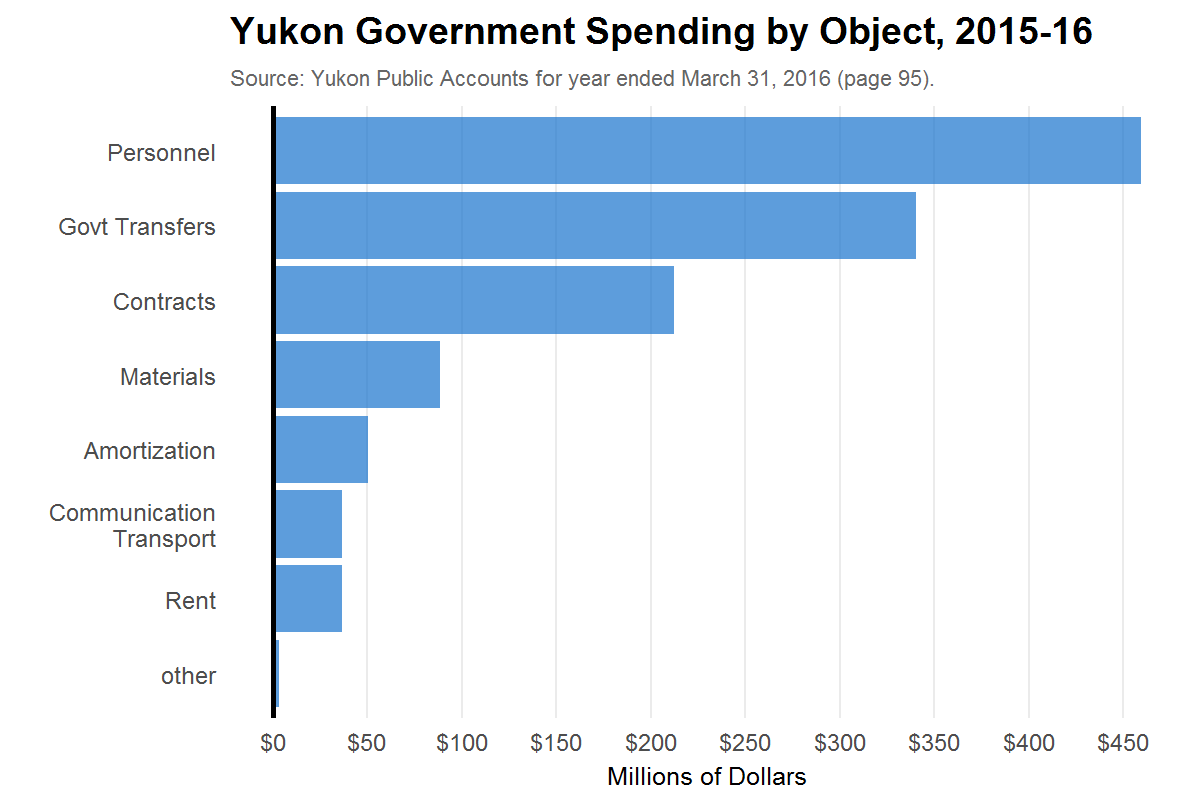 Yukon Government Spending by Object, 2015-16
Source: Yukon Public Accounts for year ended March 31, 2016 (page 95).
Personnel
Govt Transfers
Contracts
Materials
Amortization
Communication
Transport
Rent
other
$0 $50 $100 $150 $200 $250 $300 $350 $400 $450
Millions of Dollars